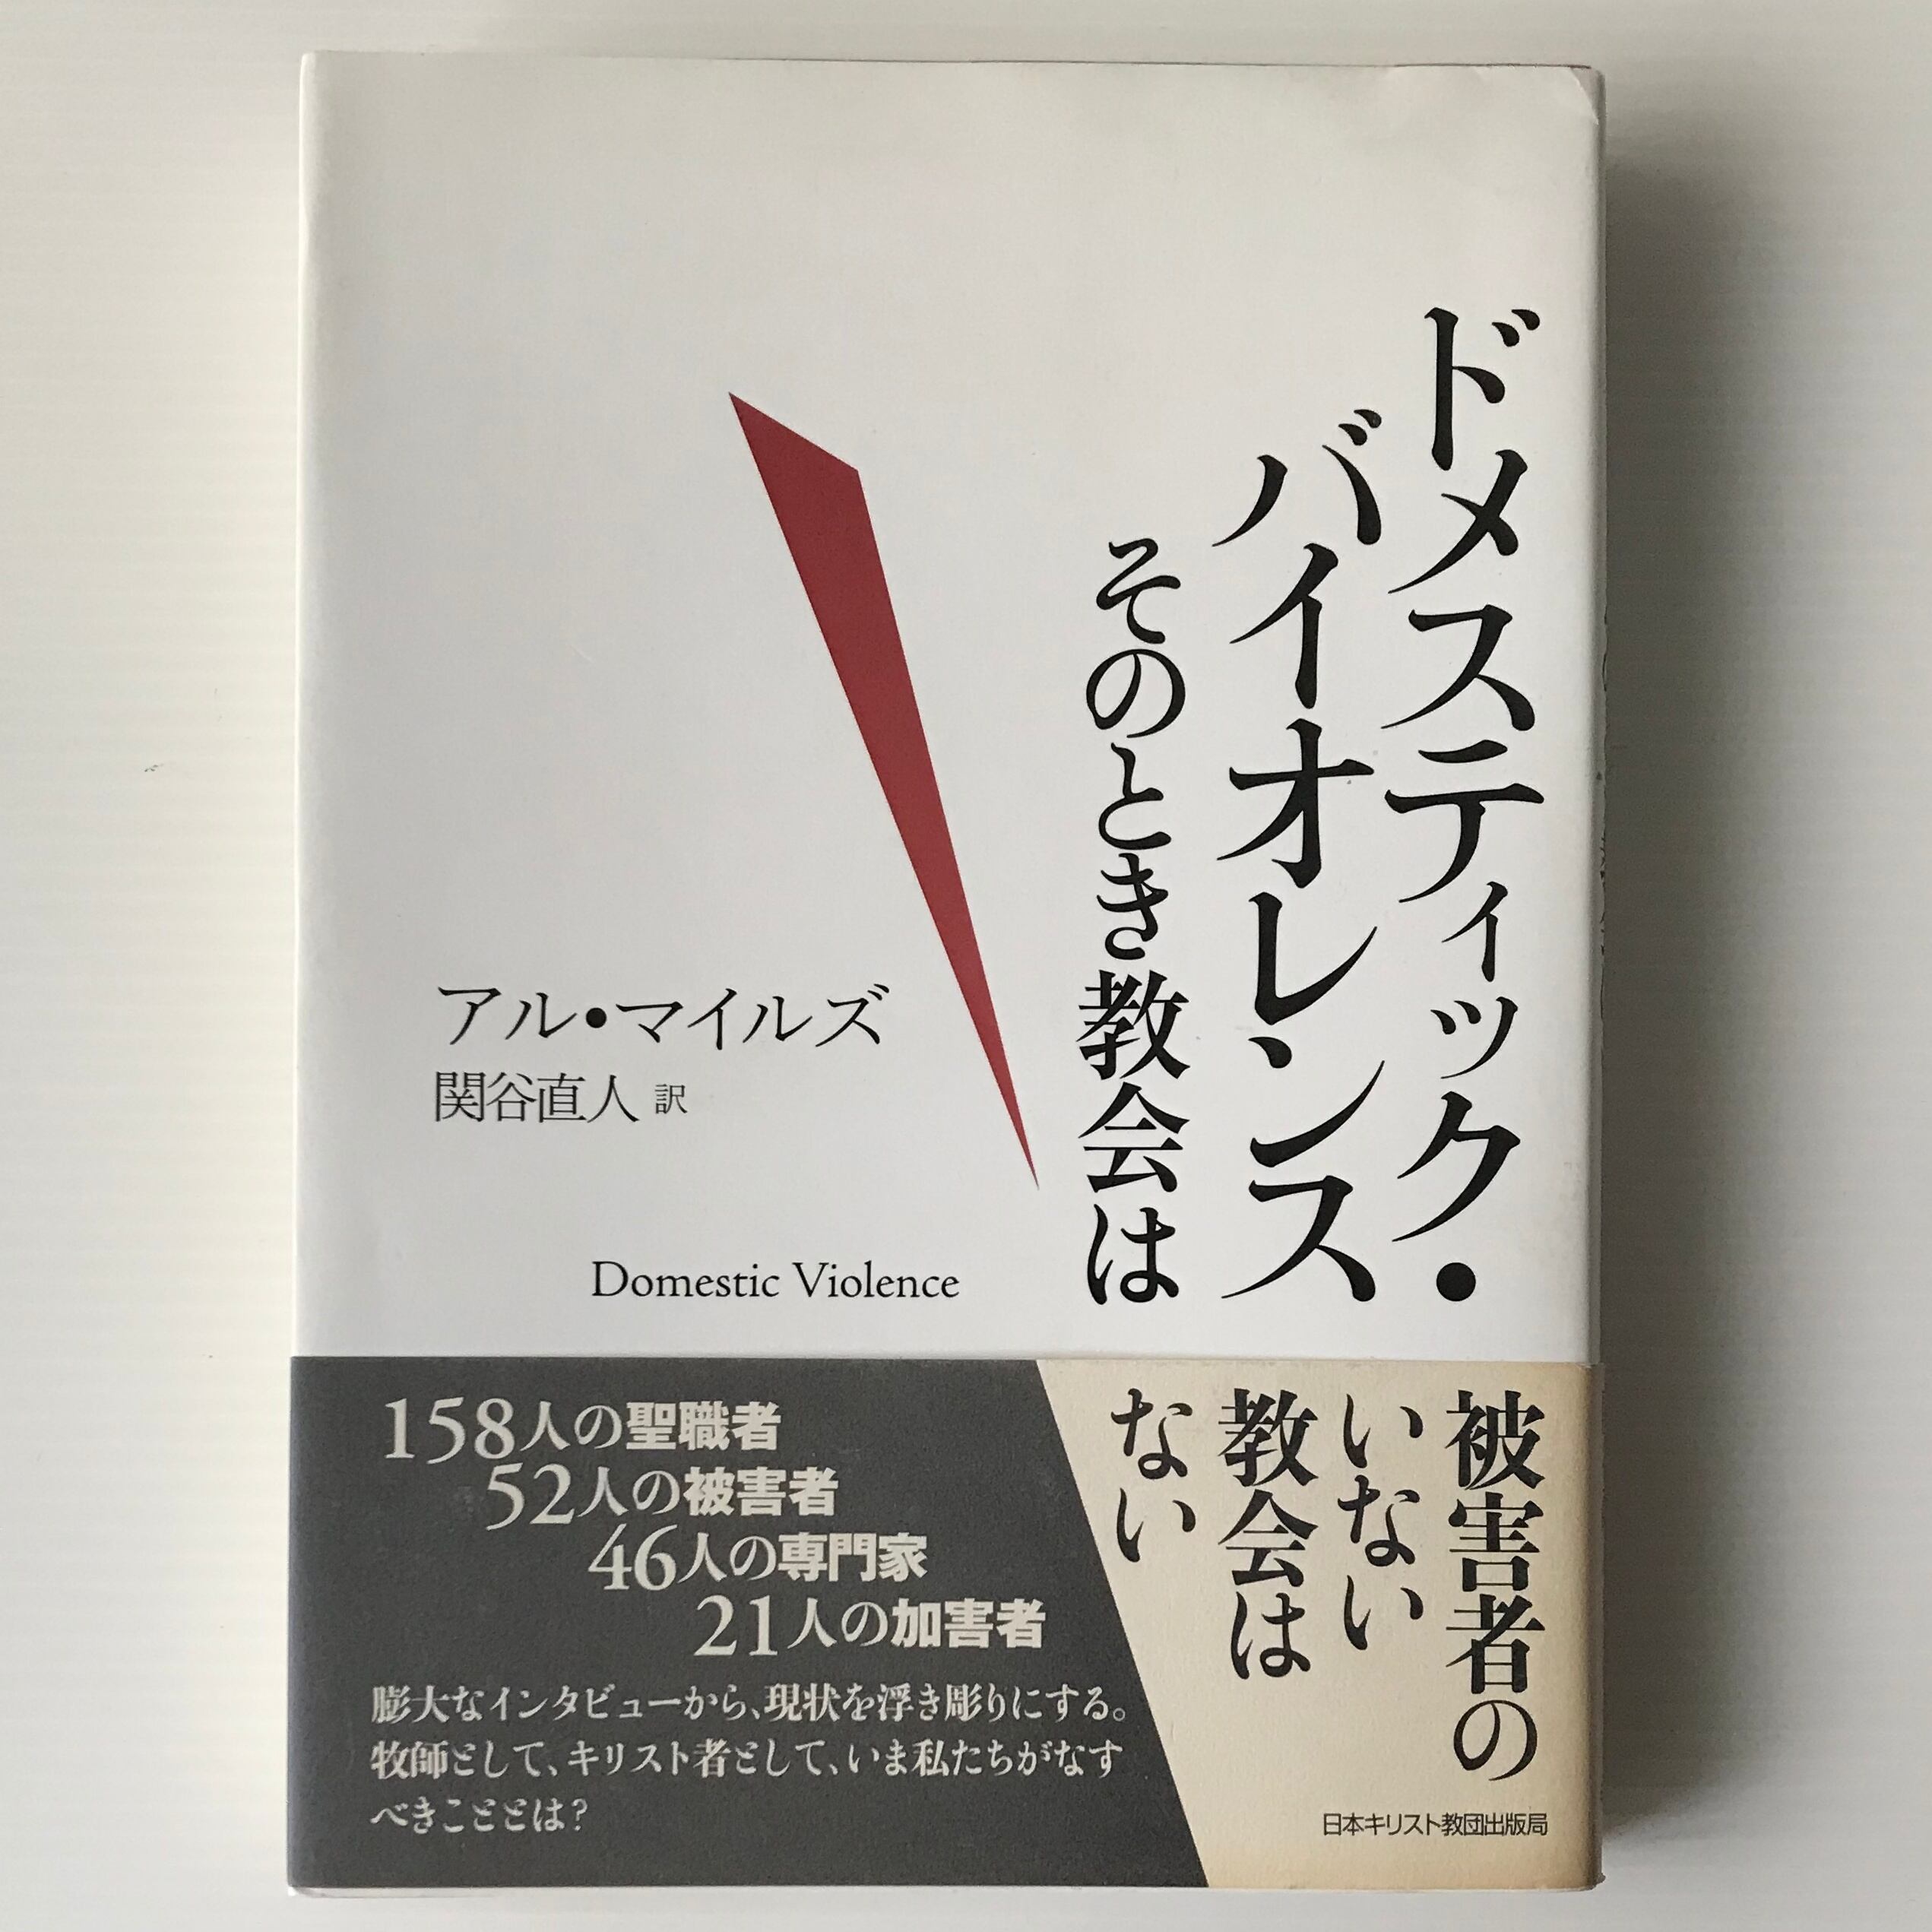 ドメスティック・
バイオレンス
そのとき教会は
アル・マイルズ
関谷直人 訳
Domestic Violence
被害者の
いない
教会は
ない
158人の聖職者
52人の被害者
46人の専門家
21人の加害者
膨大なインタビューから、現状を浮き彫りにする。
牧師として、キリスト者として、いま私たちがなす
べきこととは?
日本キリスト教団出版局